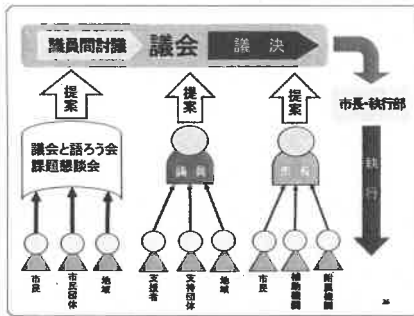 議員間討議 議会 議決
提案 提案 提案
市長・執行部
議会と語ろう会
課題懇談会
議員
市長
執行
市民
市民団体
地域
支援者
支持団体
地域
市民
補助機関
附属機関